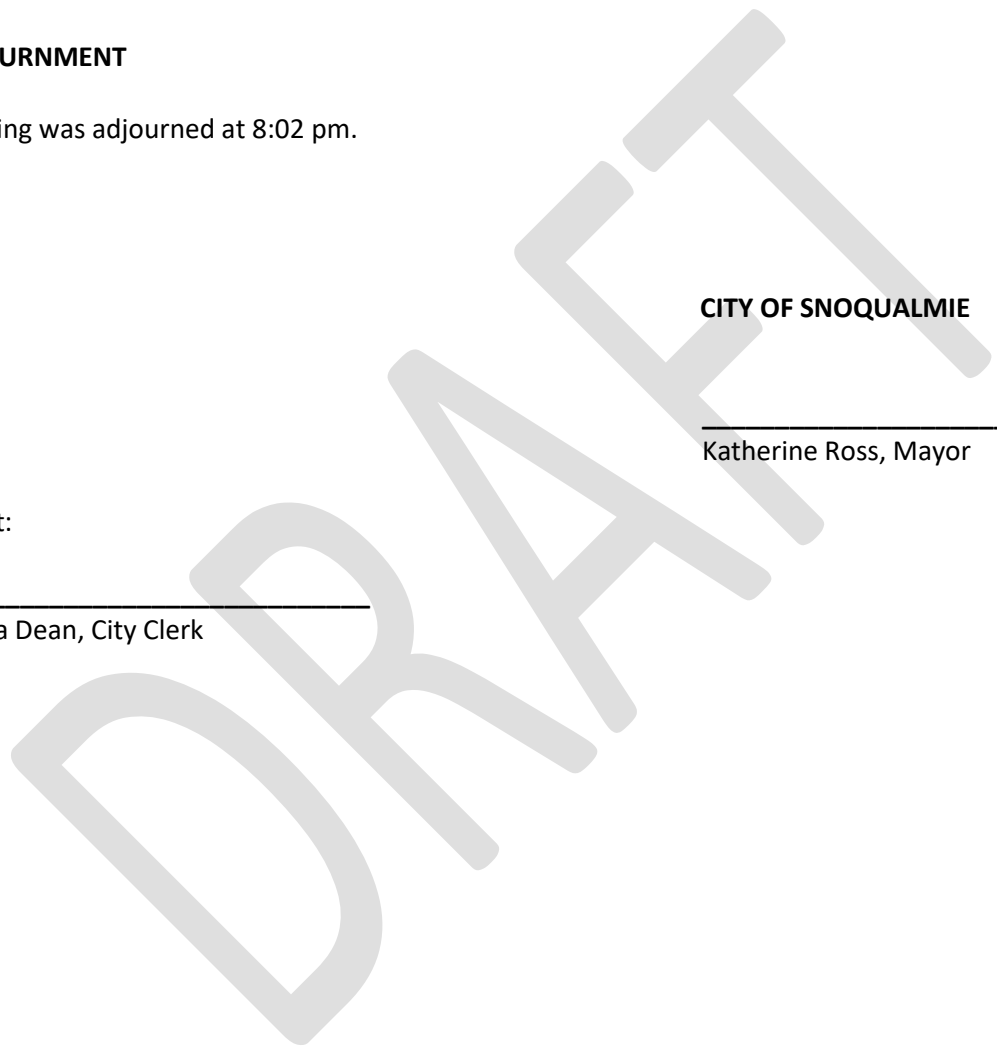 URNMENT
ing was adjourned at 8:02 pm.
CITY OF SNOQUALMIE
Katherine Ross, Mayor
t:
a Dean, City Clerk
DRAFT